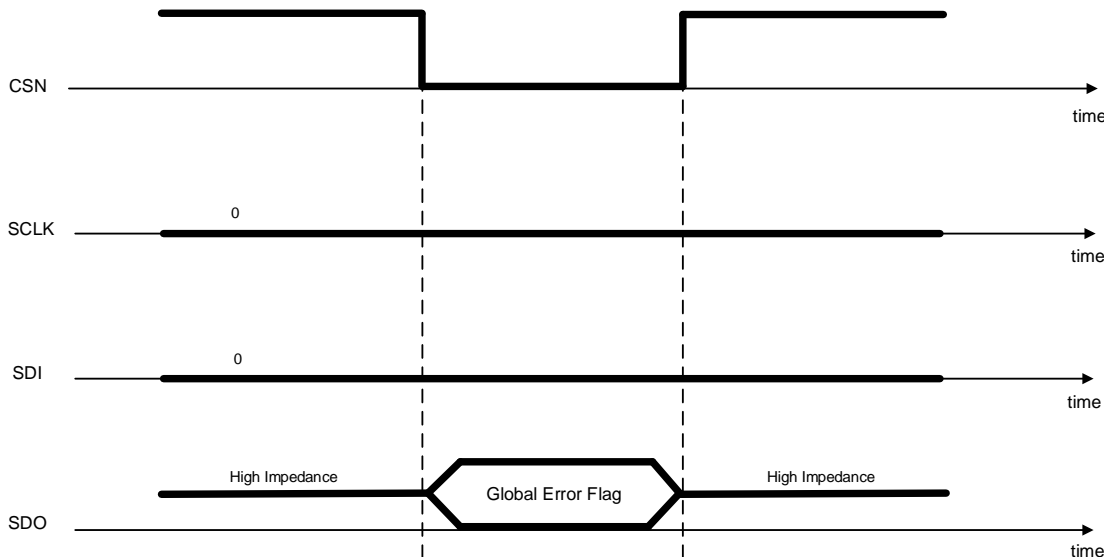 CSN
time
0
SCLK
time
0
SDI
time
High Impedance
Global Error Flag
High Impedance
SDO
time